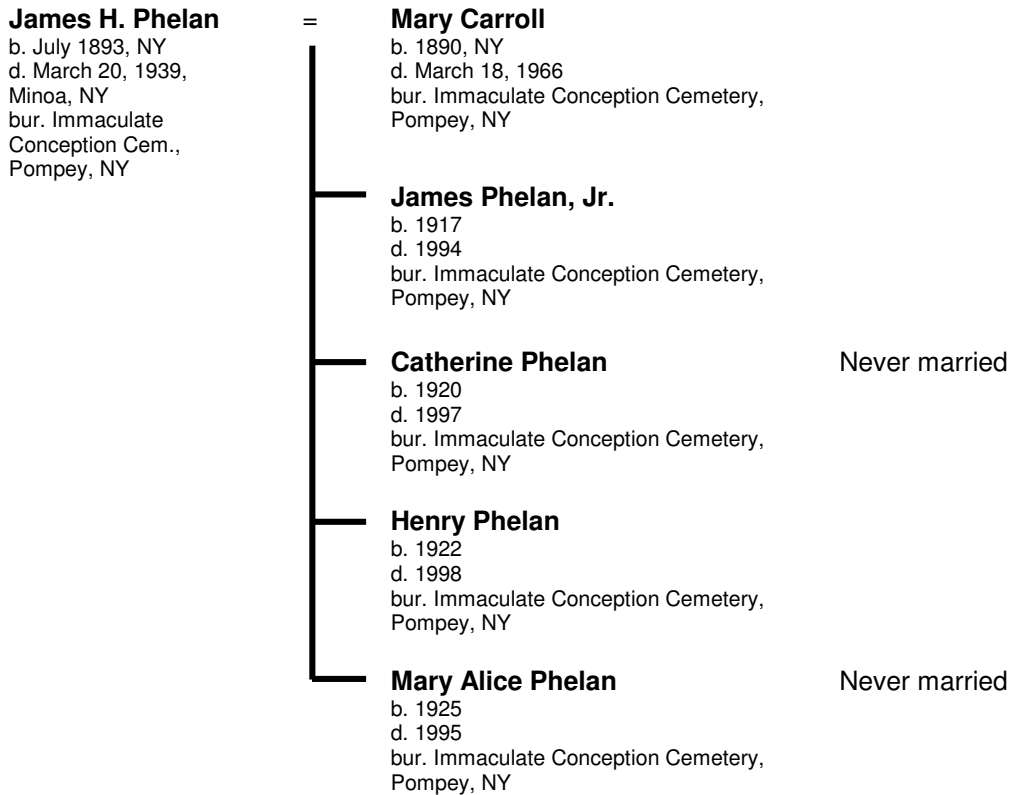 James H. Phelan = Mary Carroll
b. July 1893, NY
d. March 20, 1939,
Minoa, NY
bur. Immaculate
Conception Cem.,
Pompey, NY
b. 1890, NY
d. March 18, 1966
bur. Immaculate Conception Cemetery,
Pompey, NY
James Phelan, Jr.
b. 1917
d. 1994
bur. Immaculate Conception Cemetery,
Pompey, NY
Catherine Phelan Never married
b. 1920
d. 1997
bur. Immaculate Conception Cemetery,
Pompey, NY
Henry Phelan
b. 1922
d. 1998
bur. Immaculate Conception Cemetery,
Pompey, NY
Mary Alice Phelan Never married
b. 1925
d. 1995
bur. Immaculate Conception Cemetery,
Pompey, NY